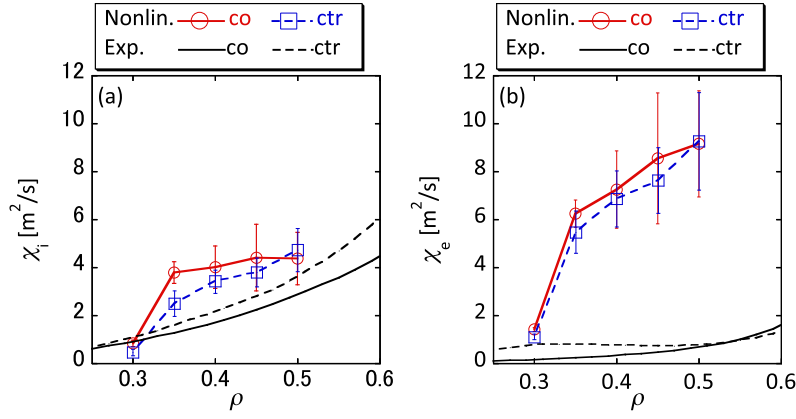 Nonlin. co ctr
Exp. co ctr
Nonlin. co ctr
Exp. co ctr
(a)
12
10
8
6
4
2
0
0.3 0.4 0.5 0.6
χi [m²/s]
ρ
(b)
12
10
8
6
4
2
0
0.3 0.4 0.5 0.6
χe [m²/s]
ρ